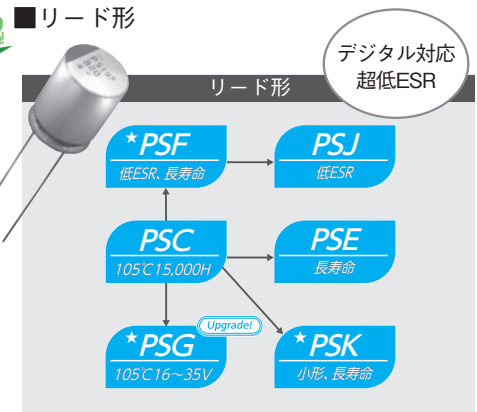 ■リード形
デジタル対応
超低ESR
リード形
★PSF
低ESR、長寿命
PSJ
低ESR
PSC
105℃15,000H
PSE
長寿命
Upgrade!
★PSG
105℃16～35V
★PSK
小形、長寿命